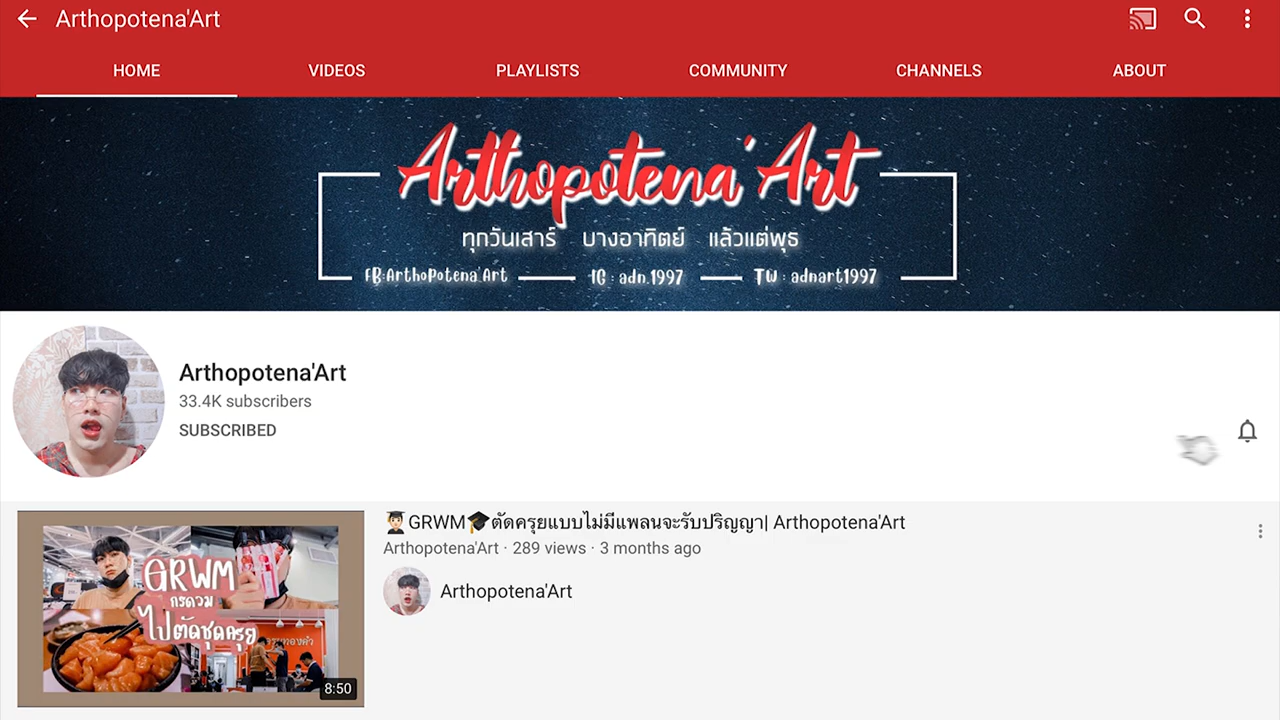 Arthopotena'Art
HOME VIDEOS PLAYLISTS COMMUNITY CHANNELS ABOUT
Arthopotena'Art
ทุกวันเสาร์ บางอาทิตย์ แล้วแต่พุธ
FB:ArthoPotena'Art IG : adn.1997 TW : adnart1997
Arthopotena'Art
33.4K subscribers
SUBSCRIBED
👨🏻‍🎓GRWM🎓ตัดครุยแบบไม่มีแพลนจะรับปริญญา| Arthopotena'Art
Arthopotena'Art · 289 views · 3 months ago
Arthopotena'Art
GRWM
กรดวม
ไปตัดชุดครุย
8:50